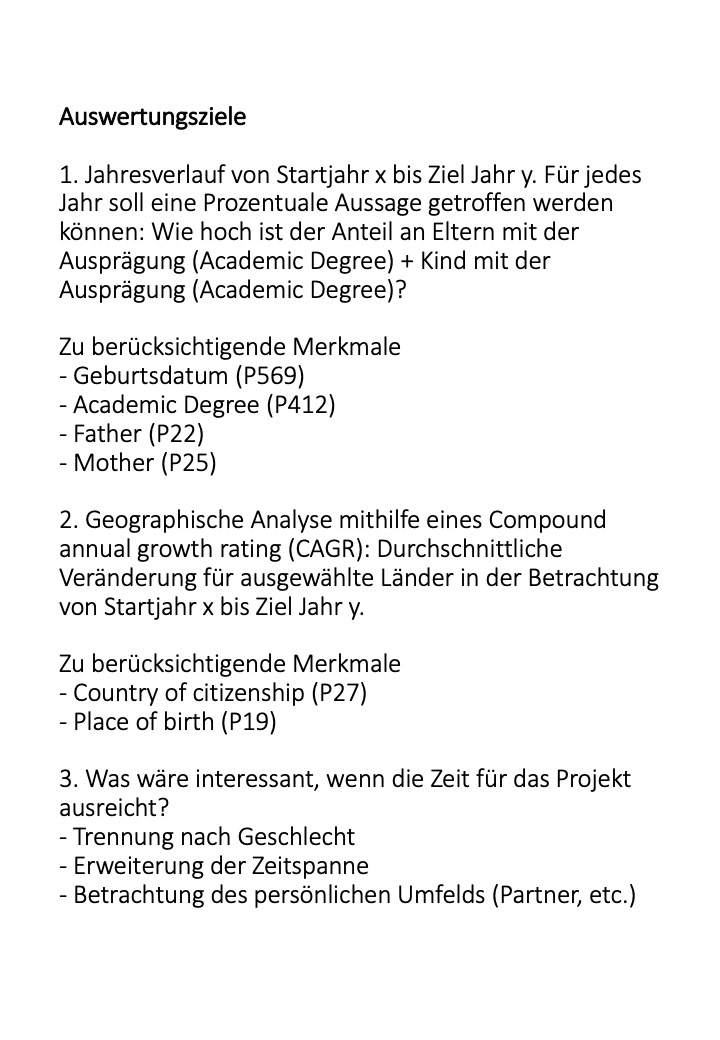 Auswertungsziele
1. Jahresverlauf von Startjahr x bis Ziel Jahr y. Für jedes
Jahr soll eine Prozentuale Aussage getroffen werden
können: Wie hoch ist der Anteil an Eltern mit der
Ausprägung (Academic Degree) + Kind mit der
Ausprägung (Academic Degree)?
Zu berücksichtigende Merkmale
- Geburtsdatum (P569)
- Academic Degree (P412)
- Father (P22)
- Mother (P25)
2. Geographische Analyse mithilfe eines Compound
annual growth rating (CAGR): Durchschnittliche
Veränderung für ausgewählte Länder in der Betrachtung
von Startjahr x bis Ziel Jahr y.
Zu berücksichtigende Merkmale
- Country of citizenship (P27)
- Place of birth (P19)
3. Was wäre interessant, wenn die Zeit für das Projekt
ausreicht?
- Trennung nach Geschlecht
- Erweiterung der Zeitspanne
- Betrachtung des persönlichen Umfelds (Partner, etc.)